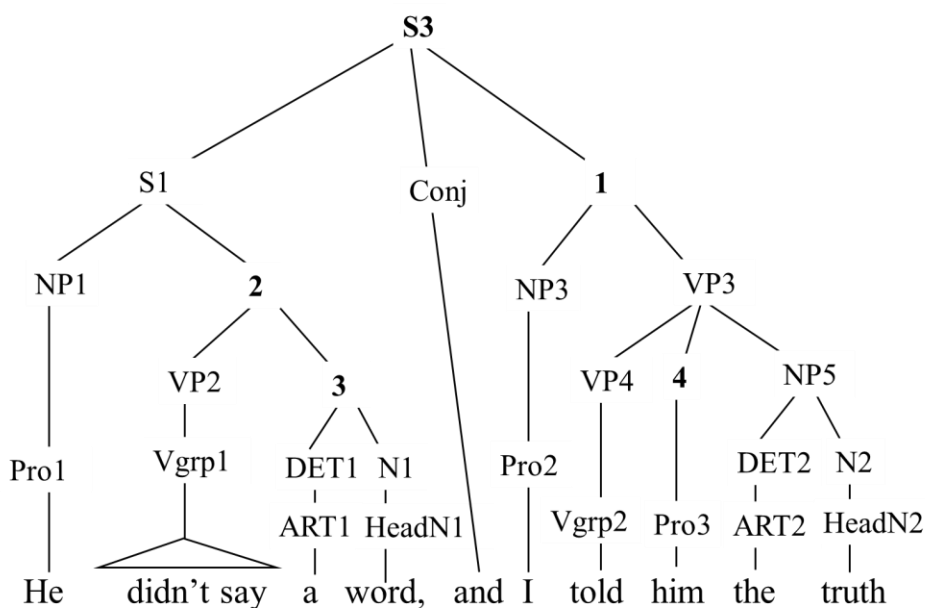 S3
S1 Conj 1
NP1 2 NP3 VP3
VP2 3 VP4 4 NP5
Pro1 Vgrp1 DET1 N1 Pro2 DET2 N2
ART1 HeadN1 Vgrp2 Pro3 ART2 HeadN2
He didn't say a word, and I told him the truth